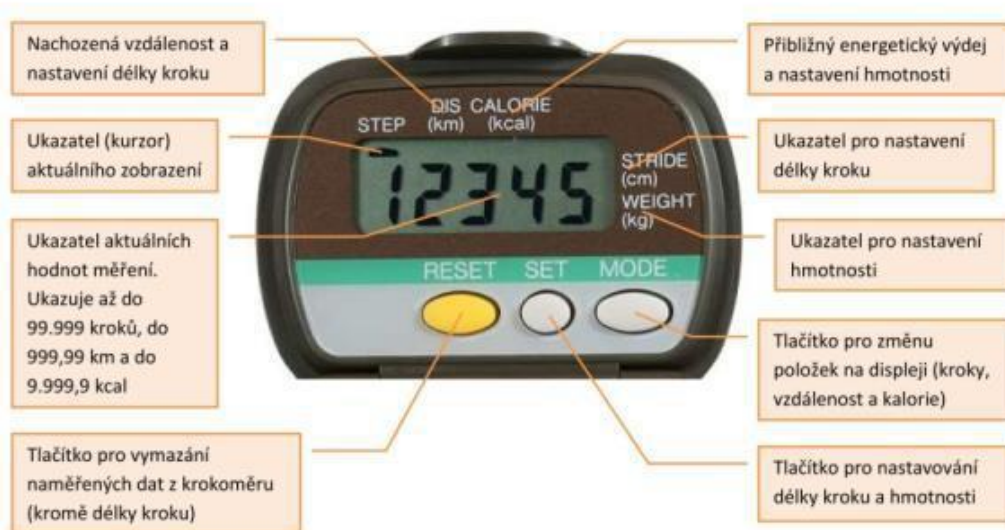 Nachozená vzdálenost a
nastavení délky kroku
Přibližný energetický výdej
a nastavení hmotnosti
Ukazatel (kurzor)
aktuálního zobrazení
Ukazatel pro nastavení
délky kroku
Ukazatel aktuálních
hodnot měření.
Ukazuje až do
99.999 kroků, do
999,99 km a do
9.999,9 kcal
Ukazatel pro nastavení
hmotnosti
Tlačítko pro změnu
položek na displeji (kroky,
vzdálenost a kalorie)
Tlačítko pro vymazání
naměřených dat z krokoměru
(kromě délky kroku)
Tlačítko pro nastavování
délky kroku a hmotnosti
STEP
DIS
(km)
CALORIE
(kcal)
12345
STRIDE
(cm)
WEIGHT
(kg)
RESET SET MODE